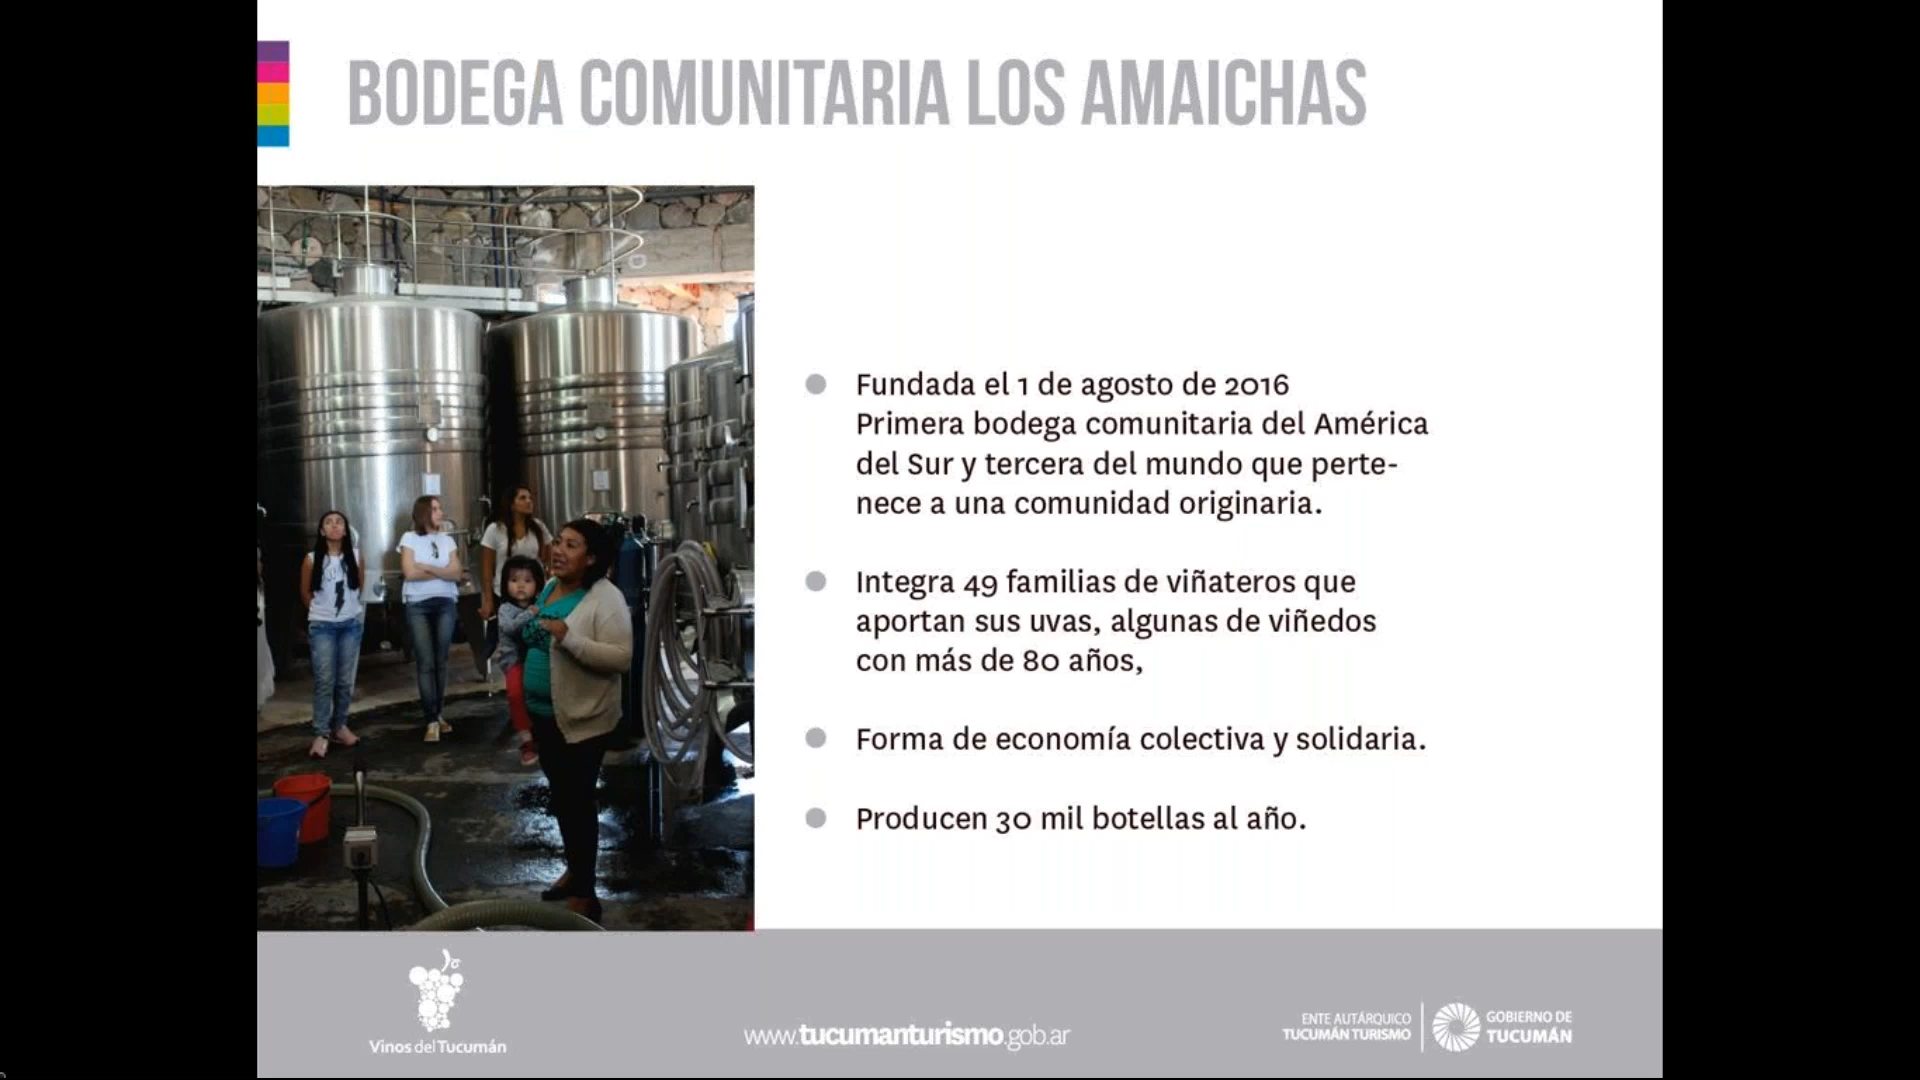 BODEGA COMUNITARIA LOS AMAICHAS
Fundada el 1 de agosto de 2016
Primera bodega comunitaria del América
del Sur y tercera del mundo que perte-
nece a una comunidad originaria.
Integra 49 familias de viñateros que
aportan sus uvas, algunas de viñedos
con más de 80 años,
Forma de economía colectiva y solidaria.
Producen 30 mil botellas al año.
Vinos del Tucumán
www.tucumanturismo.gob.ar
ENTE AUTÁRQUICO
TUCUMÁN TURISMO
GOBIERNO DE
TUCUMÁN